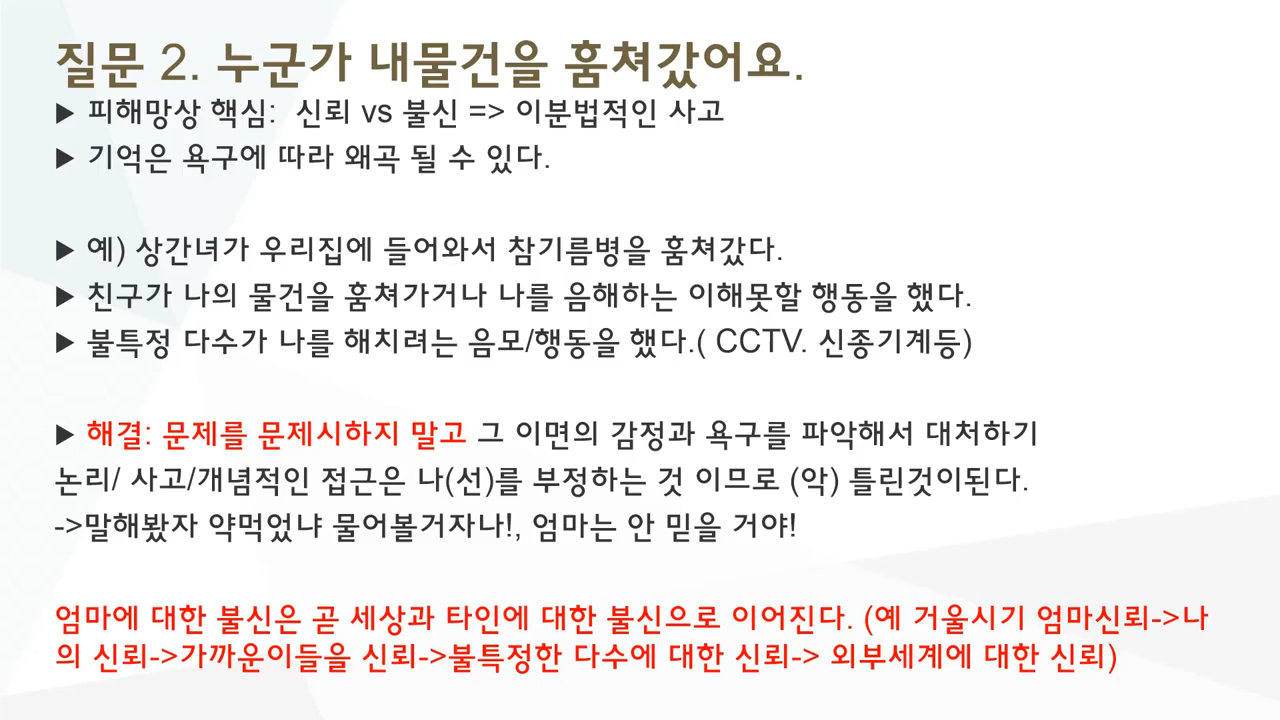 질문 2. 누군가 내물건을 훔쳐갔어요.
▶ 피해망상 핵심: 신뢰 vs 불신 => 이분법적인 사고
▶ 기억은 욕구에 따라 왜곡 될 수 있다.
▶ 예) 상간녀가 우리집에 들어와서 참기름병을 훔쳐갔다.
▶ 친구가 나의 물건을 훔쳐가거나 나를 음해하는 이해못할 행동을 했다.
▶ 불특정 다수가 나를 해치려는 음모/행동을 했다.( CCTV. 신종기계등)
▶ 해결: 문제를 문제시하지 말고 그 이면의 감정과 욕구를 파악해서 대처하기
논리/ 사고/개념적인 접근은 나(선)를 부정하는 것 이므로 (악) 틀린것이된다.
->말해봤자 약먹었냐 물어볼거자나!, 엄마는 안 믿을 거야!
엄마에 대한 불신은 곧 세상과 타인에 대한 불신으로 이어진다. (예 거울시기 엄마신뢰->나
의 신뢰->가까운이들을 신뢰->불특정한 다수에 대한 신뢰-> 외부세계에 대한 신뢰)